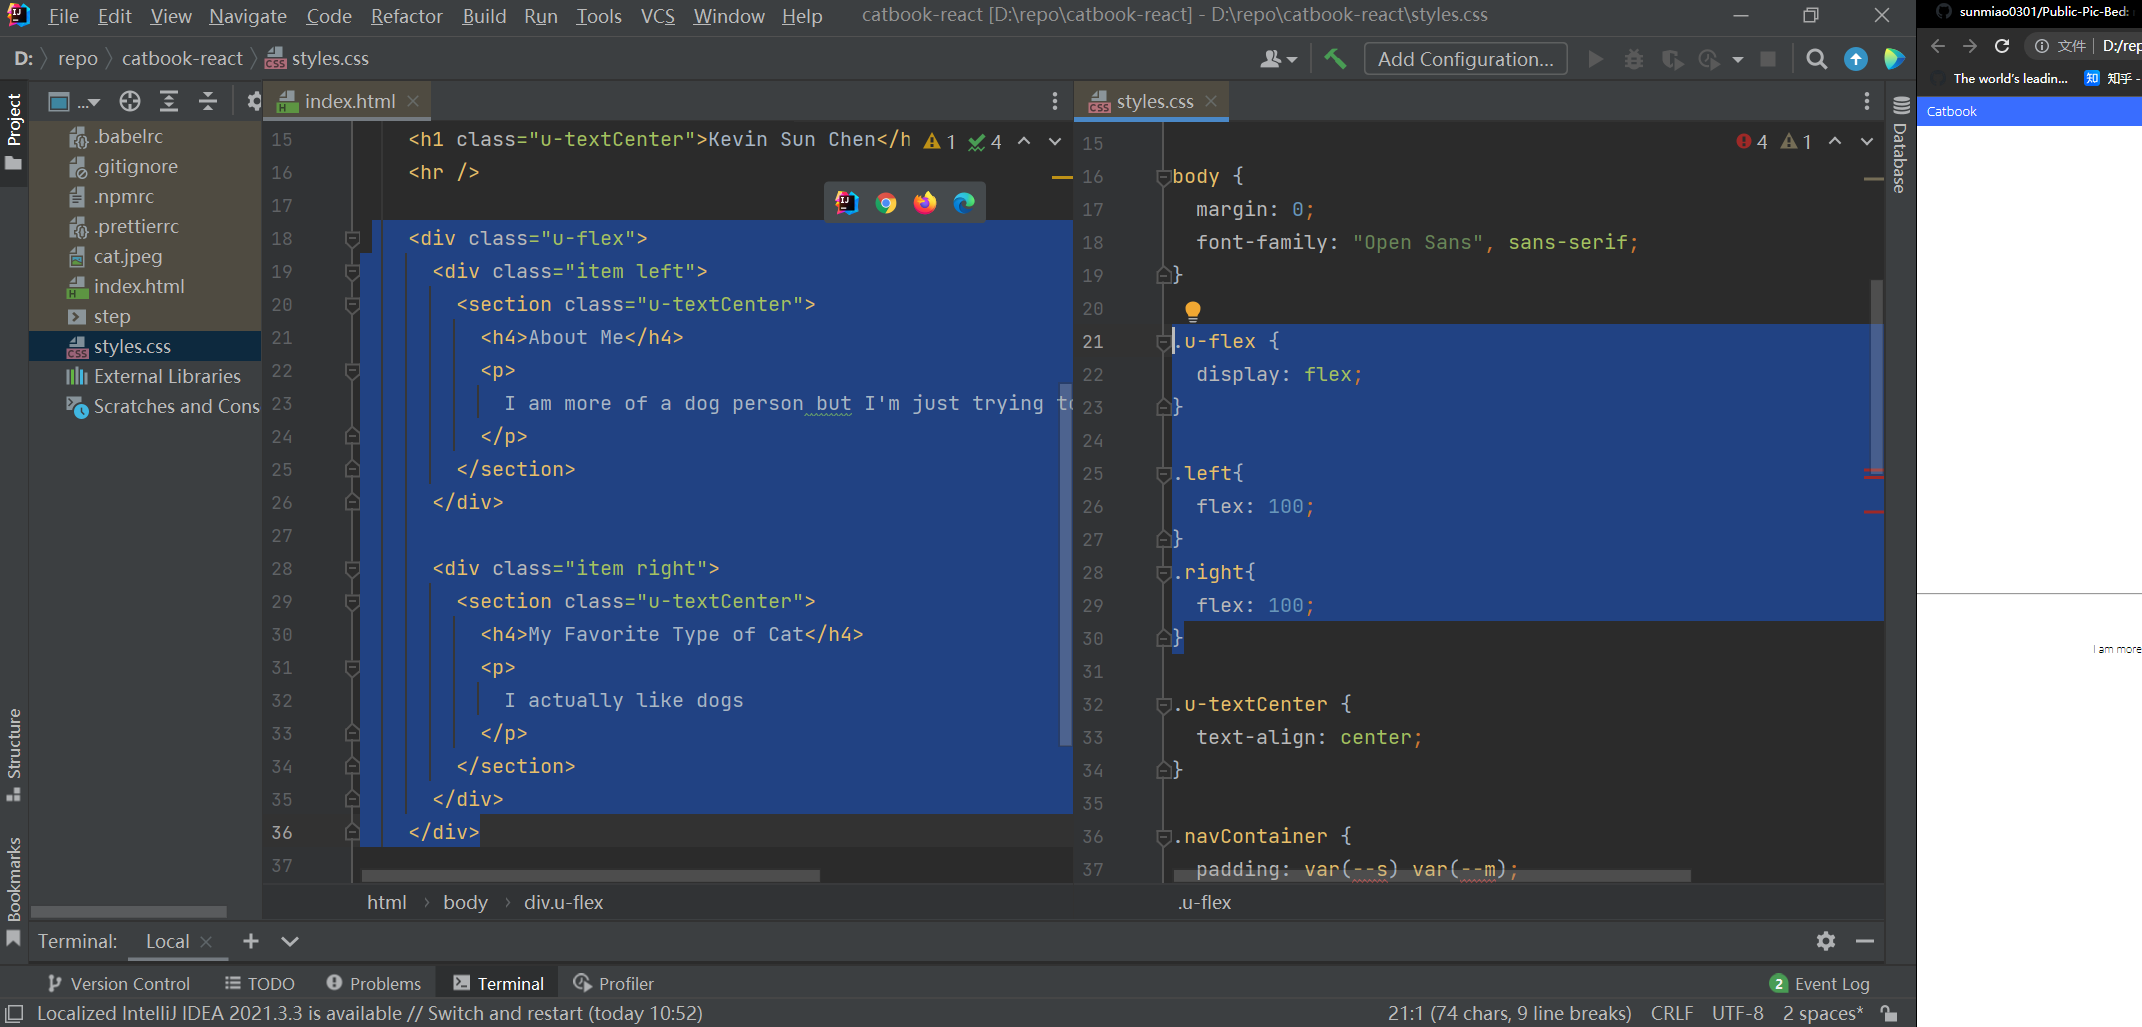 File Edit View Navigate Code Refactor Build Run Tools VCS Window Help catbook-react [D:\repo\catbook-react] - D:\repo\catbook-react\styles.css
D: repo catbook-react styles.css
Add Configuration...
Project
...
index.html
styles.css
.babelrc
.gitignore
.npmrc
.prettierrc
cat.jpeg
index.html
step
styles.css
External Libraries
Scratches and Cons
Structure
Bookmarks
1 4
15 <h1 class="u-textCenter">Kevin Sun Chen</h
16 <hr />
17
18 <div class="u-flex">
19 <div class="item left">
20 <section class="u-textCenter">
21 <h4>About Me</h4>
22 <p>
23 I am more of a dog person but I'm just trying to
24 </p>
25 </section>
26 </div>
27
28 <div class="item right">
29 <section class="u-textCenter">
30 <h4>My Favorite Type of Cat</h4>
31 <p>
32 I actually like dogs
33 </p>
34 </section>
35 </div>
36 </div>
37
html body div.u-flex
4 1
15
16 body {
17 margin: 0;
18 font-family: "Open Sans", sans-serif;
19 }
20
21 .u-flex {
22 display: flex;
23 }
24
25 .left{
26 flex: 100;
27 }
28 .right{
29 flex: 100;
30 }
31
32 .u-textCenter {
33 text-align: center;
34 }
35
36 .navContainer {
37 padding: var(--s) var(--m);
.u-flex
Database
Terminal: Local
Version Control TODO Problems Terminal Profiler
2 Event Log
Localized IntelliJ IDEA 2021.3.3 is available // Switch and restart (today 10:52)
21:1 (74 chars, 9 line breaks) CRLF UTF-8 2 spaces*
sunmiao0301/Public-Pic-Bed:
文件 D:/rep
The world's leadin... 知 知乎 -
Catbook
I am more